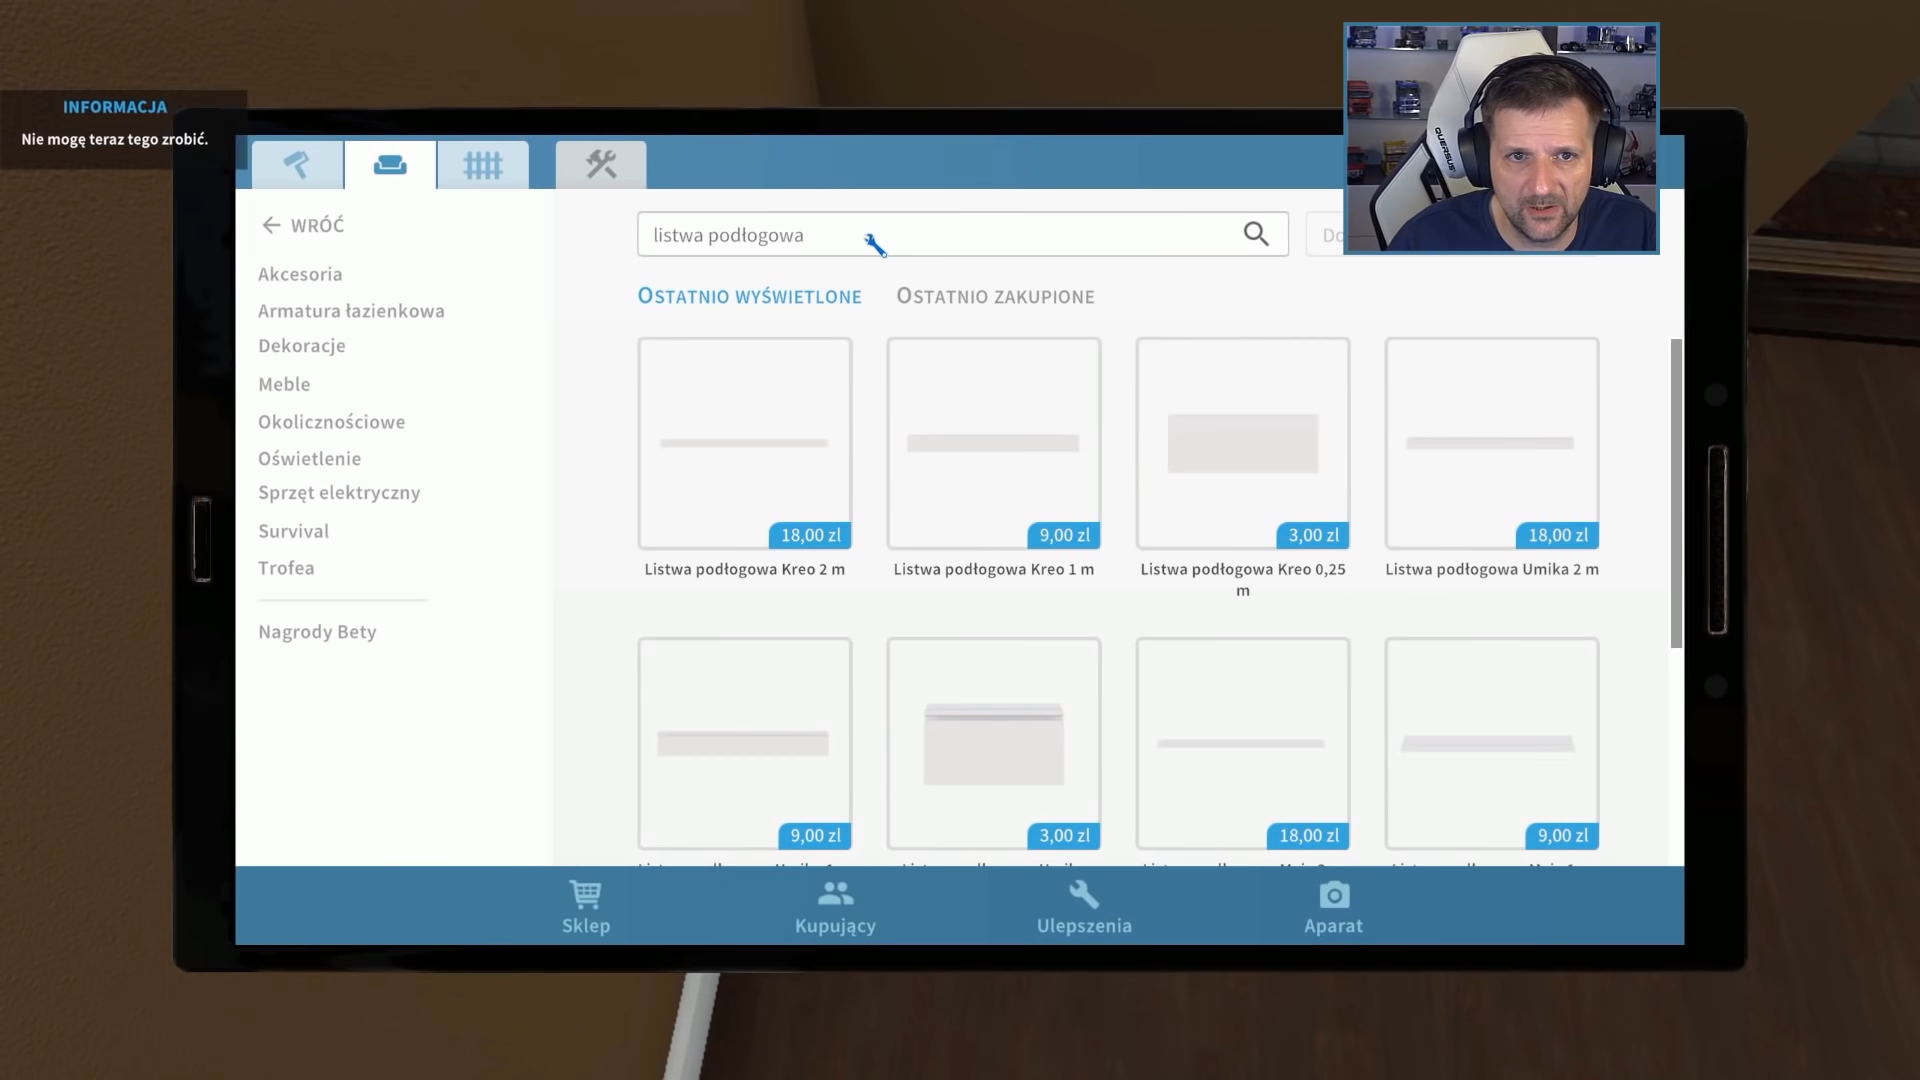 INFORMACJA
Nie mogę teraz tego zrobić.
WRÓĆ
Akcesoria
Armatura łazienkowa
Dekoracje
Meble
Okolicznościowe
Oświetlenie
Sprzęt elektryczny
Survival
Trofea
Nagrody Bety
listwa podłogowa
Do
OSTATNIO WYŚWIETLONE
OSTATNIO ZAKUPIONE
18,00 zl
9,00 zl
3,00 zl
18,00 zl
Listwa podłogowa Kreo 2 m
Listwa podłogowa Kreo 1 m
Listwa podłogowa Kreo 0,25
m
Listwa podłogowa Umika 2 m
9,00 zl
3,00 zl
18,00 zl
9,00 zl
Sklep
Kupujący
Ulepszenia
Aparat
QUERSUS